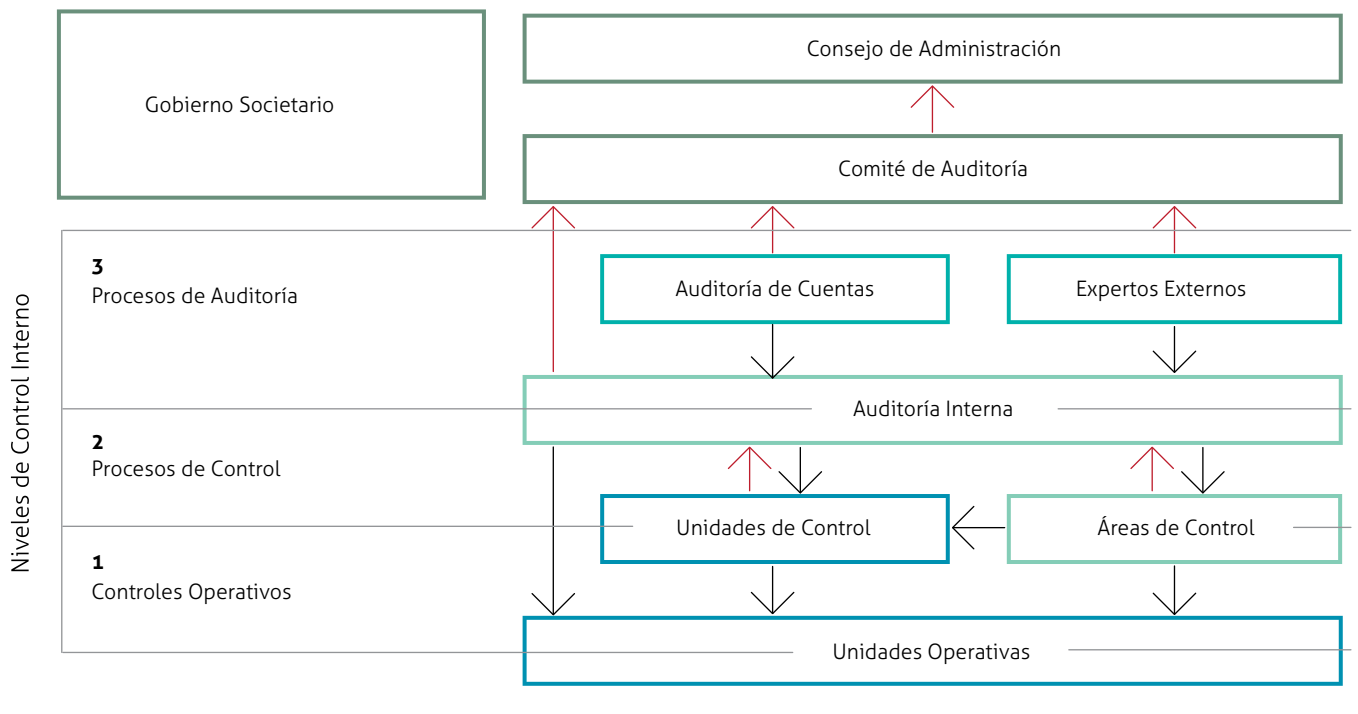 Gobierno Societario
Consejo de Administración
Comité de Auditoría
Niveles de Control Interno
3
Procesos de Auditoría
Auditoría de Cuentas
Expertos Externos
Auditoría Interna
2
Procesos de Control
Unidades de Control
Áreas de Control
1
Controles Operativos
Unidades Operativas